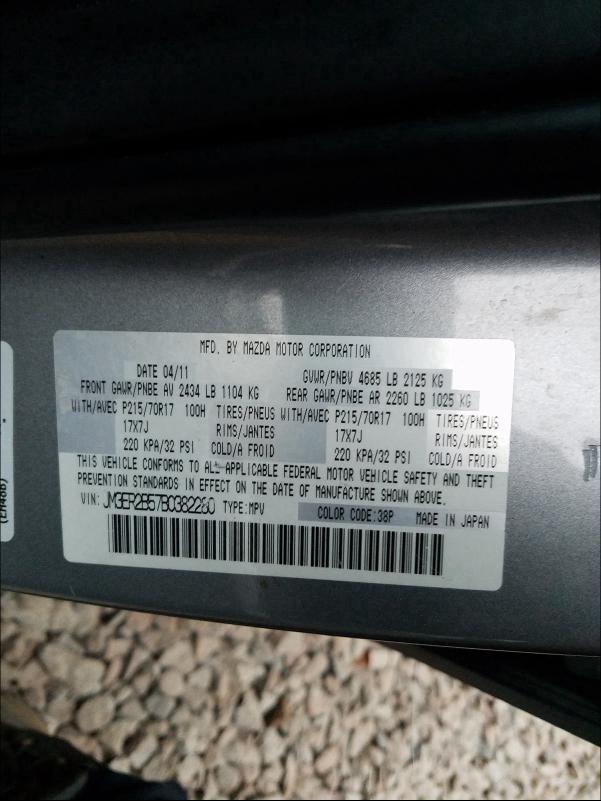 MFD. BY MAZDA MOTOR CORPORATION
DATE 04/11 GVWR/PNBV 4685 LB 2125 KG
FRONT GAWR/PNBE AV 2434 LB 1104 KG REAR GAWR/PNBE AR 2260 LB 1025 KG
WITH/AVEC P215/70R17 100H TIRES/PNEUS WITH/AVEC P215/70R17 100H TIRES/PNEUS
17X7J RIMS/JANTES 17X7J RIMS/JANTES
220 KPA/32 PSI COLD/A FROID 220 KPA/32 PSI COLD/A FROID
THIS VEHICLE CONFORMS TO ALL APPLICABLE FEDERAL MOTOR VEHICLE SAFETY AND THEFT
PREVENTION STANDARDS IN EFFECT ON THE DATE OF MANUFACTURE SHOWN ABOVE.
VIN: TYPE:MPV COLOR CODE:38P MADE IN JAPAN
(EH48B)